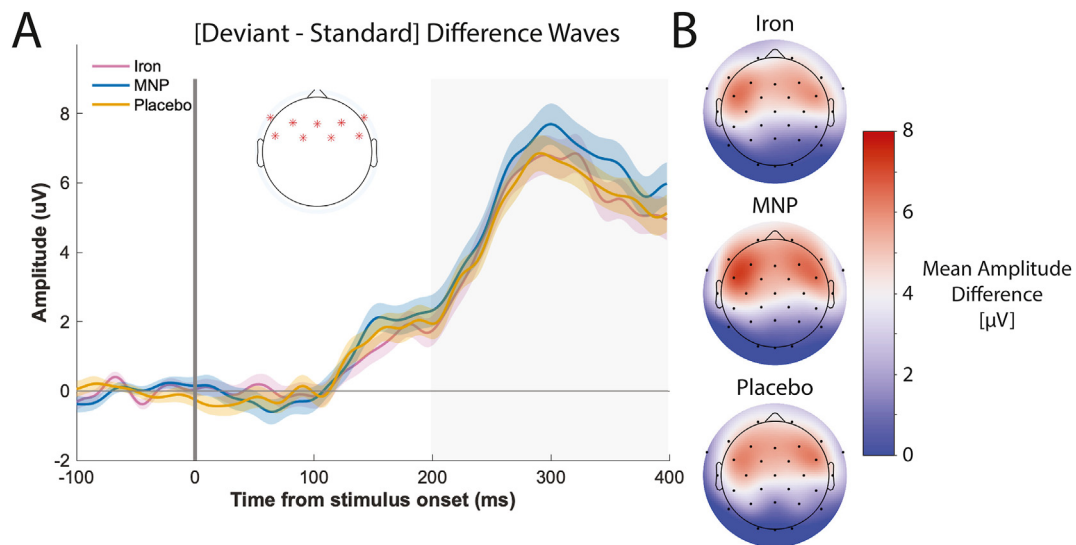 A
[Deviant - Standard] Difference Waves
Iron
MNP
Placebo
8
6
4
2
0
-2
-100
0
100
200
300
400
Amplitude (uV)
Time from stimulus onset (ms)
B
Iron
MNP
Placebo
8
6
4
2
0
Mean Amplitude
Difference
[µV]